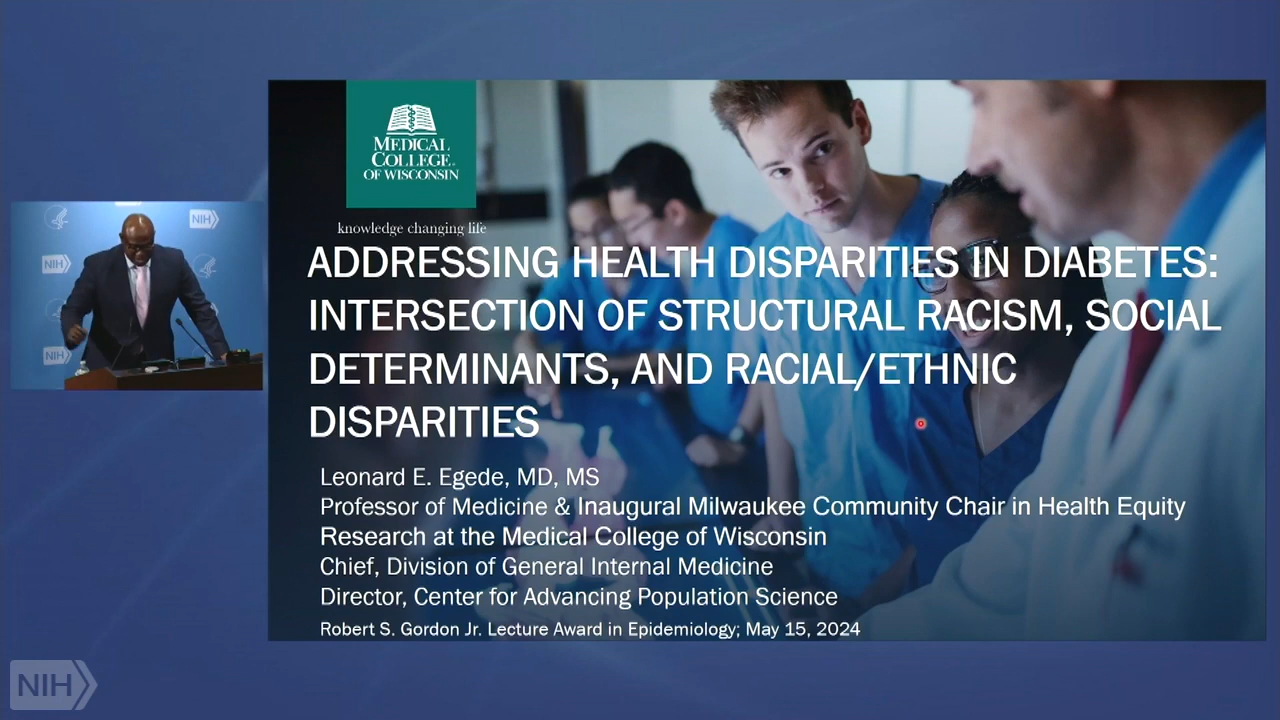 MEDICAL
COLLEGE
OF WISCONSIN
knowledge changing life
ADDRESSING HEALTH DISPARITIES IN DIABETES:
INTERSECTION OF STRUCTURAL RACISM, SOCIAL
DETERMINANTS, AND RACIAL/ETHNIC
DISPARITIES
Leonard E. Egede, MD, MS
Professor of Medicine & Inaugural Milwaukee Community Chair in Health Equity
Research at the Medical College of Wisconsin
Chief, Division of General Internal Medicine
Director, Center for Advancing Population Science
Robert S. Gordon Jr. Lecture Award in Epidemiology; May 15, 2024
NIH
NIH
NIH
NIH